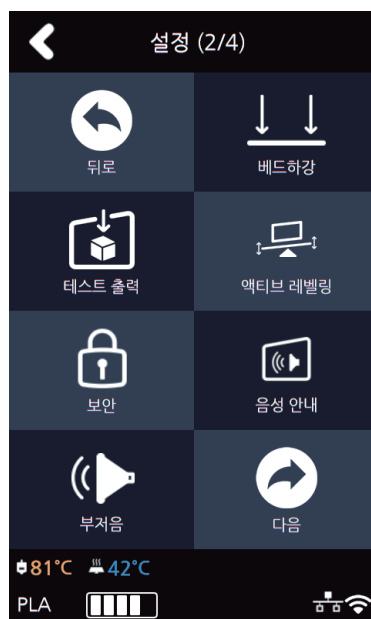 설정 (2/4)
뒤로
베드하강
테스트 출력
액티브 레벨링
보안
음성 안내
부저음
다음
81°C 42°C
PLA